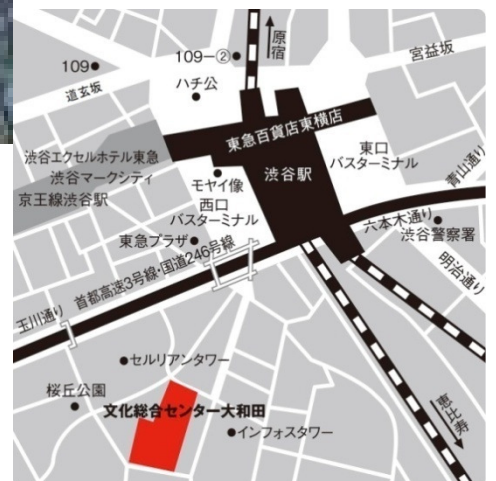 原宿
109-②
109
宮益坂
道玄坂
ハチ公
東急百貨店東横店
渋谷エクセルホテル東急
渋谷マークシティ
京王線渋谷駅
渋谷駅
東口
バスターミナル
青山通り
モヤイ像
西口
バスターミナル
六本木通り
渋谷警察署
東急プラザ
明治通り
首都高速3号線・国道246号線
玉川通り
セルリアンタワー
桜丘公園
文化総合センター大和田
インフォスタワー
恵比寿